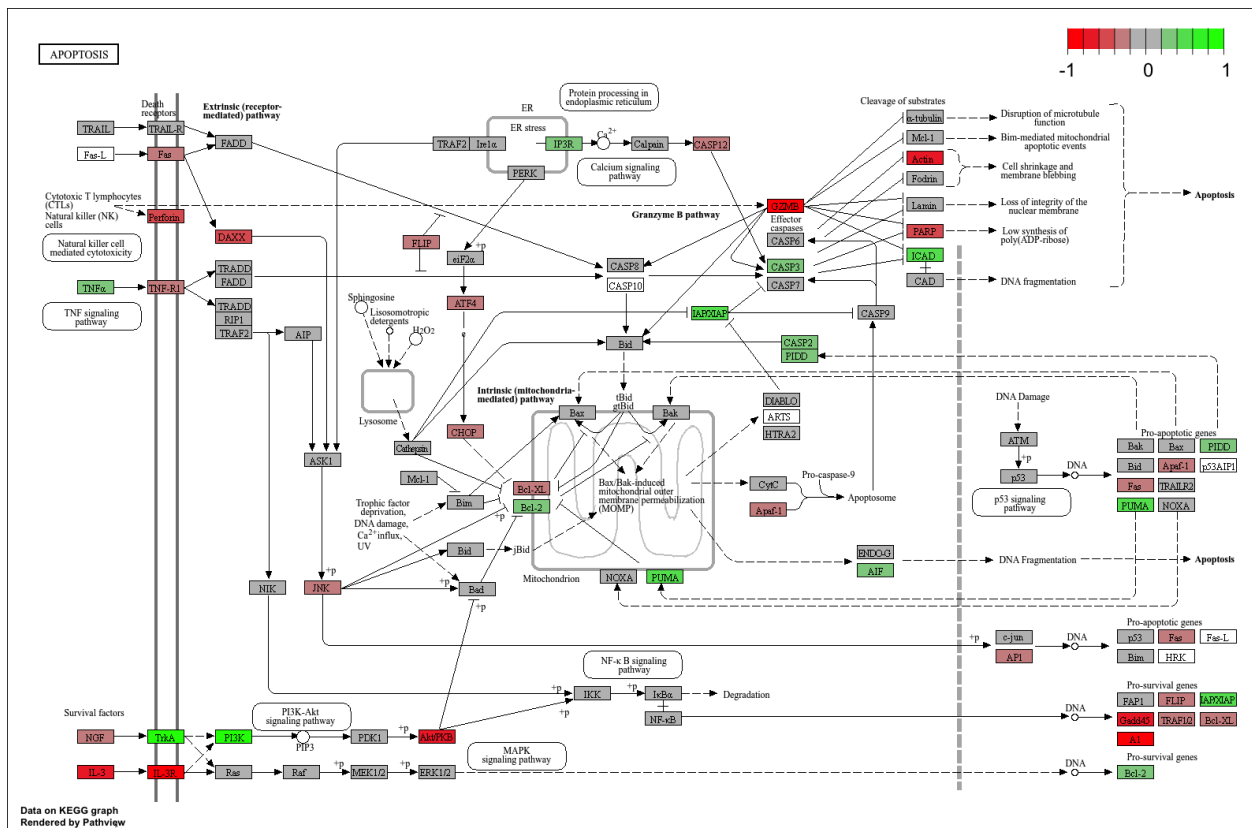 APOPTOSIS
-1
0
1
Death
receptors
Extrinsic (receptor-
mediated) pathway
TRAIL
TRAIL-R
FADD
Fas-L
Fas
Cytotoxic T lymphocytes
(CTLs)
Natural killer (NK)
cells
Perforin
Natural killer cell
mediated cytotoxicity
DAXX
TNFα
TNF-R1
TNF signaling
pathway
TRADD
FADD
TRADD
RIP1
TRAF2
AIP
ASK1
ER
ER stress
TRAF2
Ire1α
IP3R
PERK
Protein processing in
endoplasmic reticulum
Ca2+
Calpain
CASP12
Calcium signaling
pathway
FLIP
+p
eiF2α
ATF4
e
CHOP
Sphingosine
Lisosomotropic
detergents
H2O2
Lysosome
Cathepsin
Granzyme B pathway
GZMB
Effector
caspases
CASP6
CASP3
CASP7
CASP8
CASP10
IAP/XIAP
CASP9
Bid
CASP2
PIDD
tBid
gtBid
Intrinsic (mitochondria-
mediated) pathway
Bax
Bak
DIABLO
ARTS
HTRA2
Mcl-1
Bim
Bcl-XL
Bcl-2
+p
Bax/Bak-induced
mitochondrial outer
membrane permeabilization
(MOMP)
Trophic factor
deprivation,
DNA damage,
Ca2+ influx,
UV
Bid
jBid
Bad
+p
+p
Mitochondrion
NOXA
PUMA
CytC
Pro-caspase-9
Apaf-1
Apoptosome
ENDO-G
AIF
DNA Fragmentation
Apoptosis
Cleavage of substrates
α-tubulin
Disruption of microtubule
function
Mcl-1
Bim-mediated mitochondrial
apoptotic events
Actin
Cell shrinkage and
membrane blebbing
Fodrin
Lamin
Loss of integrity of the
nuclear membrane
PARP
Low synthesis of
poly(ADP-ribose)
ICAD
CAD
DNA fragmentation
Apoptosis
DNA Damage
ATM
+p
p53
p53 signaling
pathway
DNA
Pro-apoptotic genes
Bak
Bax
PIDD
Bid
Apaf-1
p53AIP1
Fas
TRAILR2
PUMA
NOXA
NIK
+p
JNK
+p
c-jun
AP1
DNA
Pro-apoptotic genes
p53
Fas
Fas-L
Bim
HRK
NF-κ B signaling
pathway
+p
+p
IKK
+p
IκBα
Degradation
NF-κB
DNA
Pro-survival genes
FAP1
FLIP
IAP/XIAP
Gadd45
TRAF1/2
Bcl-XL
A1
Survival factors
NGF
TrkA
PI3K
PI3K-Akt
signaling pathway
PIP3
PDK1
+p
Akt/PKB
IL-3
IL-3R
Ras
Raf
+p
MEK1/2
+p
ERK1/2
MAPK
signaling pathway
DNA
Pro-survival genes
Bcl-2
Data on KEGG graph
Rendered by Pathview